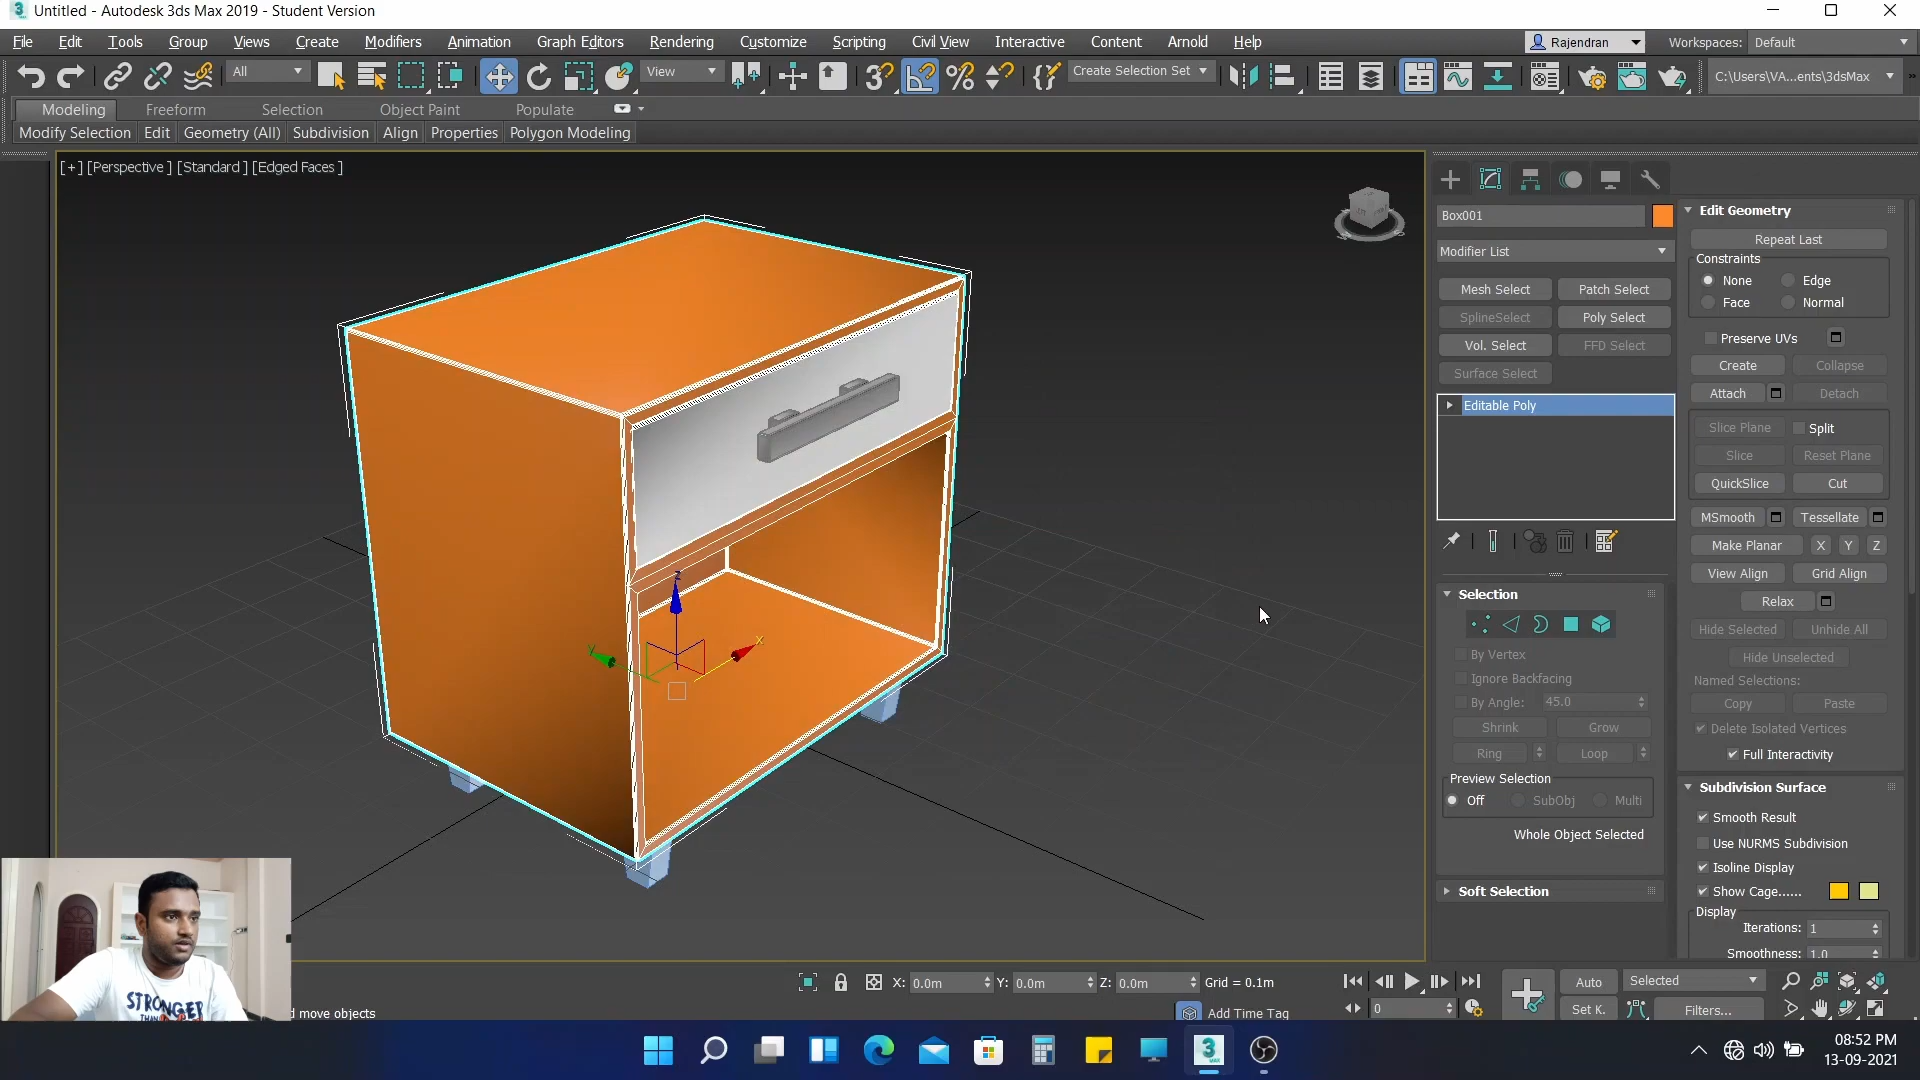 Untitled - Autodesk 3ds Max 2019 - Student Version
File Edit Tools Group Views Create Modifiers Animation Graph Editors Rendering Customize Scripting Civil View Interactive Content Arnold Help Rajendran Workspaces: Default
All View Create Selection Set C:\Users\VA...ents\3dsMax
Modeling Freeform Selection Object Paint Populate
Modify Selection Edit Geometry (All) Subdivision Align Properties Polygon Modeling
[+] [Perspective ] [Standard ] [Edged Faces ]
Box001
Modifier List
Mesh Select Patch Select
SplineSelect Poly Select
Vol. Select FFD Select
Surface Select
Editable Poly
Selection
By Vertex
Ignore Backfacing
By Angle: 45.0
Shrink Grow
Ring Loop
Preview Selection
Off SubObj Multi
Whole Object Selected
Soft Selection
Edit Geometry
Repeat Last
Constraints
None Edge
Face Normal
Preserve UVs
Create Collapse
Attach Detach
Slice Plane Split
Slice Reset Plane
QuickSlice Cut
MSmooth Tessellate
Make Planar X Y Z
View Align Grid Align
Relax
Hide Selected Unhide All
Hide Unselected
Named Selections:
Copy Paste
Delete Isolated Vertices
Full Interactivity
Subdivision Surface
Smooth Result
Use NURMS Subdivision
Isoline Display
Show Cage......
Display
Iterations: 1
Smoothness: 1.0
z
x
y
STRONGER
X: 0.0m Y: 0.0m Z: 0.0m Grid = 0.1m
d move objects
Add Time Tag
0
Auto Selected
Set K. Filters...
08:52 PM
13-09-2021